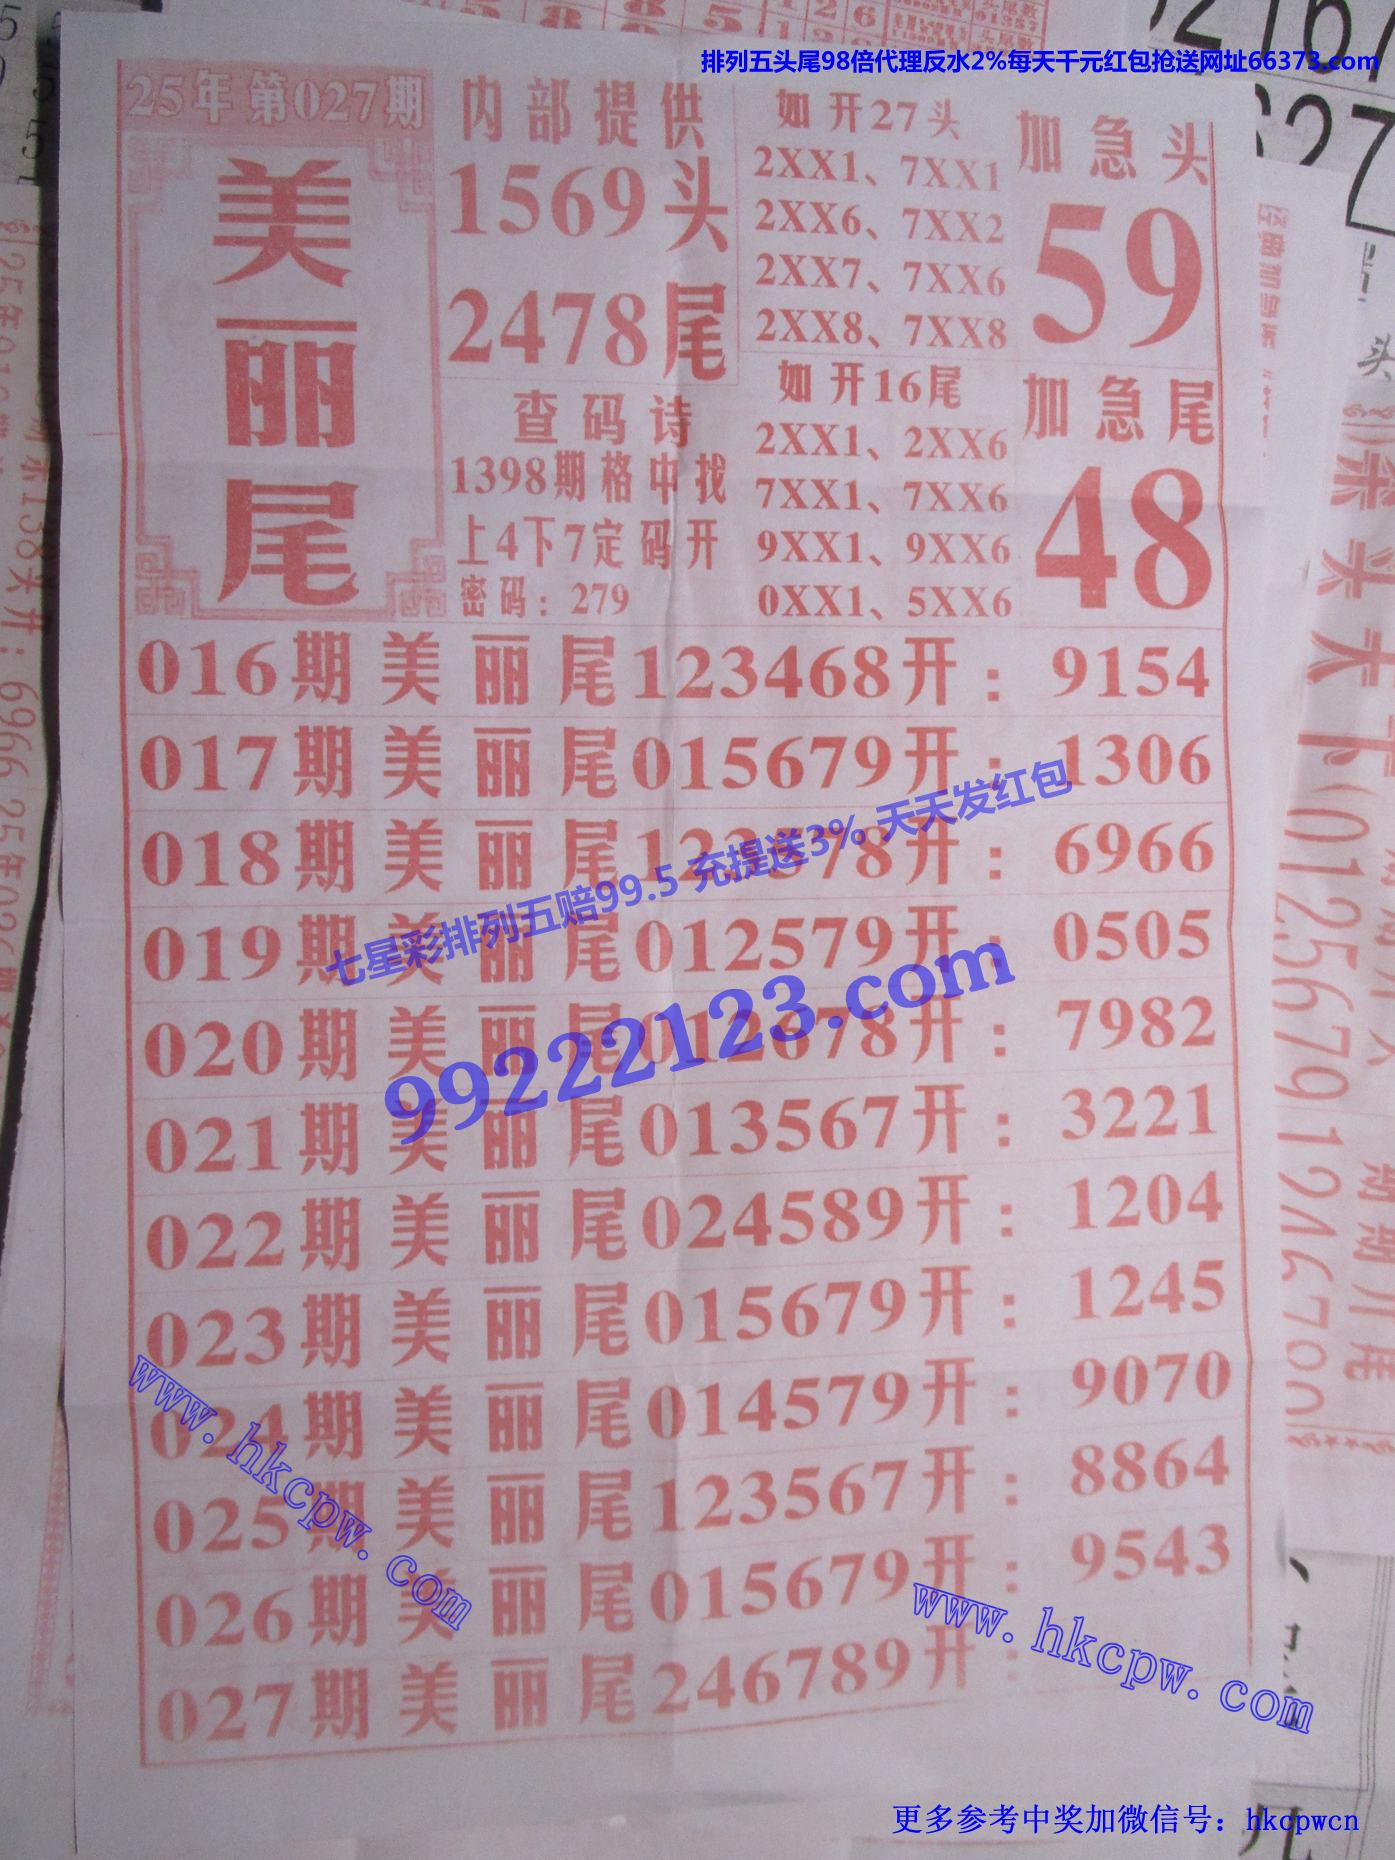 排列五头尾98倍代理反水2%每天千元红包抢送网址66373.com
25年 第027期
美
丽
尾
内部提供
1569头
2478尾
查码诗
1398期格中找
上4下7定码开
密码：279
如开27头
2XX1、7XX1
2XX6、7XX2
2XX7、7XX6
2XX8、7XX8
如开16尾
2XX1、2XX6
7XX1、7XX6
9XX1、9XX6
0XX1、5XX6
加急头
59
加急尾
48
016期美丽尾123468开：9154
017期美丽尾015679开：1306
018期美丽尾123678开：6966
019期美丽尾012579开：0505
020期美丽尾012678开：7982
021期美丽尾013567开：3221
022期美丽尾024589开：1204
023期美丽尾015679开：1245
024期美丽尾014579开：9070
025期美丽尾123567开：8864
026期美丽尾015679开：9543
027期美丽尾246789开：
七星彩排列五赔99.5 充提送3% 天天发红包
99222123.com
www.hkcpw.com
www.hkcpw.com
更多参考中奖加微信号：hkcpwcn